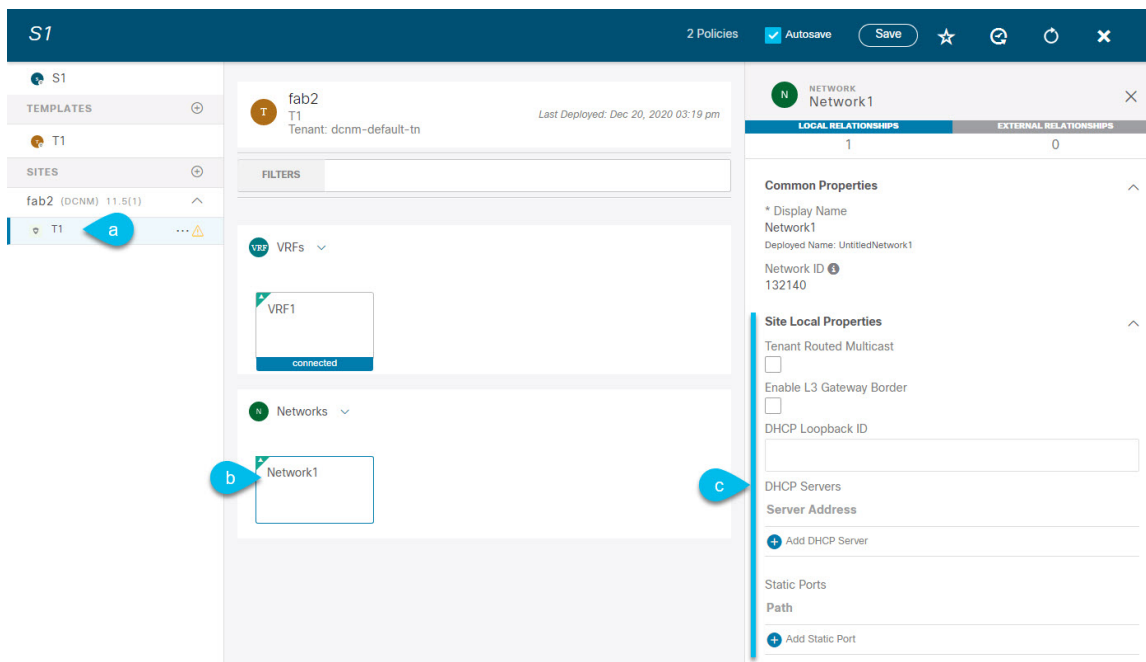 S1
2 Policies
Autosave
Save
S1
TEMPLATES
T1
SITES
fab2 (DCNM) 11.5(1)
T1
a
T
fab2
T1
Tenant: dcnm-default-tn
Last Deployed: Dec 20, 2020 03:19 pm
FILTERS
VRF
VRFs
VRF1
connected
N
Networks
b
Network1
N
NETWORK
Network1
LOCAL RELATIONSHIPS
EXTERNAL RELATIONSHIPS
1
0
Common Properties
* Display Name
Network1
Deployed Name: UntitledNetwork1
Network ID
132140
Site Local Properties
Tenant Routed Multicast
Enable L3 Gateway Border
DHCP Loopback ID
c
DHCP Servers
Server Address
Add DHCP Server
Static Ports
Path
Add Static Port